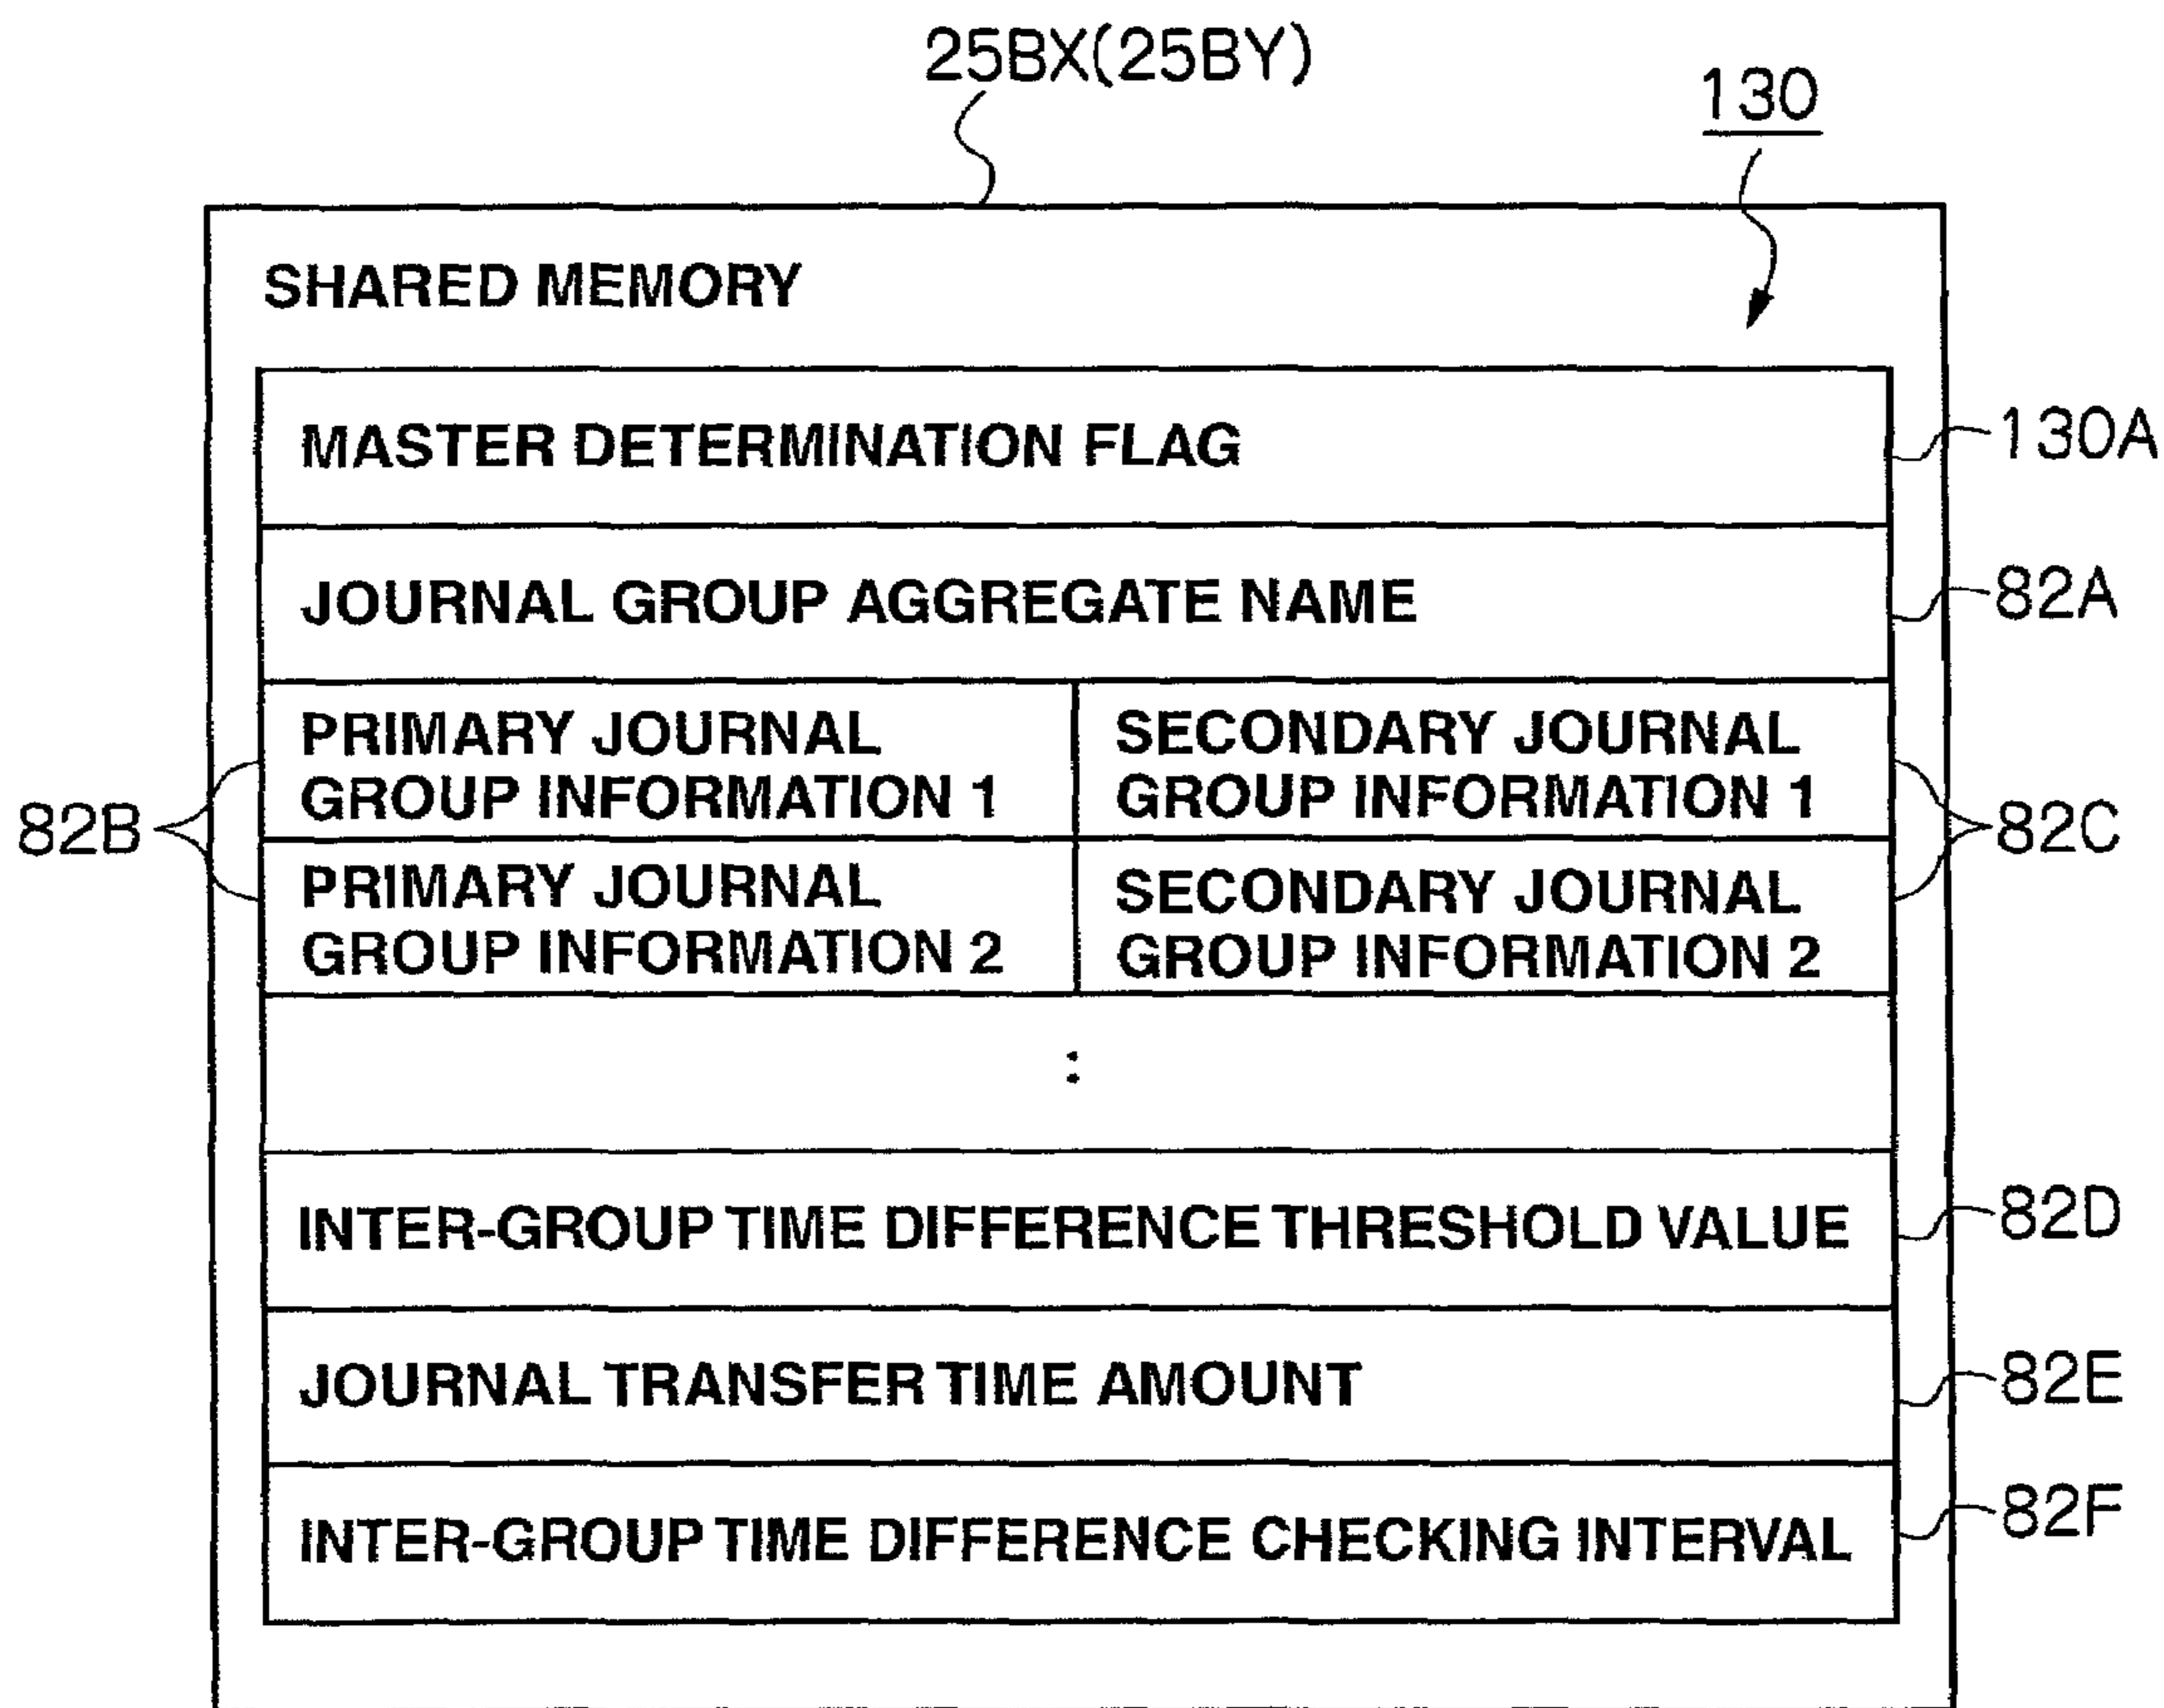 25BX(25BY)
130
SHARED MEMORY
MASTER DETERMINATION FLAG
130A
JOURNAL GROUP AGGREGATE NAME
82A
PRIMARY JOURNAL
GROUP INFORMATION 1
SECONDARY JOURNAL
GROUP INFORMATION 1
82B
82C
PRIMARY JOURNAL
GROUP INFORMATION 2
SECONDARY JOURNAL
GROUP INFORMATION 2
:
INTER-GROUP TIME DIFFERENCE THRESHOLD VALUE
82D
JOURNAL TRANSFER TIME AMOUNT
82E
INTER-GROUP TIME DIFFERENCE CHECKING INTERVAL
82F